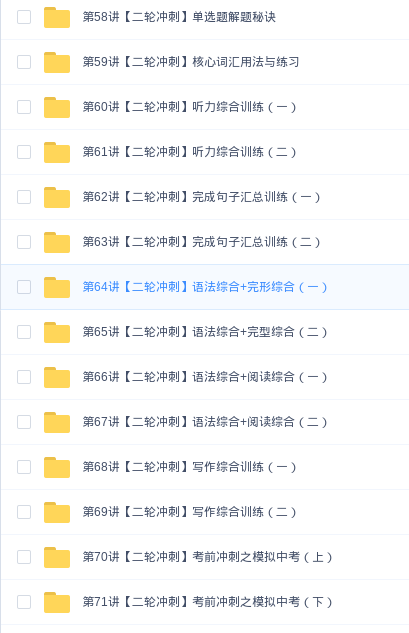 第58讲【二轮冲刺】单选题解题秘诀
第59讲【二轮冲刺】核心词汇用法与练习
第60讲【二轮冲刺】听力综合训练（一）
第61讲【二轮冲刺】听力综合训练（二）
第62讲【二轮冲刺】完成句子汇总训练（一）
第63讲【二轮冲刺】完成句子汇总训练（二）
第64讲【二轮冲刺】语法综合+完形综合（一）
第65讲【二轮冲刺】语法综合+完型综合（二）
第66讲【二轮冲刺】语法综合+阅读综合（一）
第67讲【二轮冲刺】语法综合+阅读综合（二）
第68讲【二轮冲刺】写作综合训练（一）
第69讲【二轮冲刺】写作综合训练（二）
第70讲【二轮冲刺】考前冲刺之模拟中考（上）
第71讲【二轮冲刺】考前冲刺之模拟中考（下）